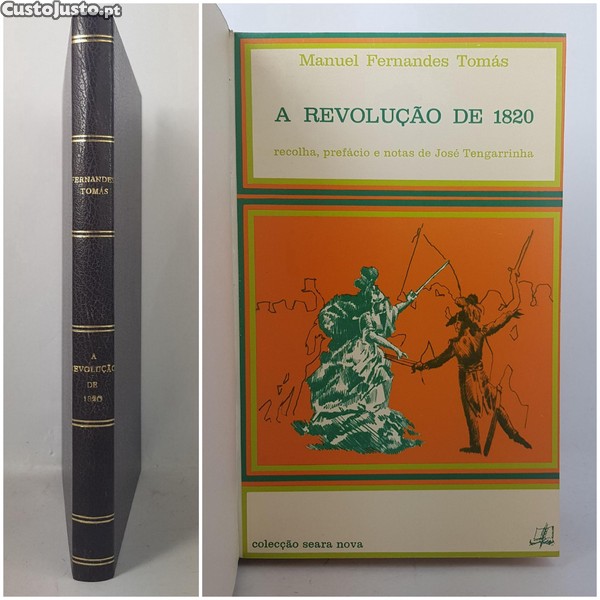 CustoJusto.pt
FERNANDES
TOMÁS
A
REVOLUÇÃO
DE
1820
Manuel Fernandes Tomás
A REVOLUÇÃO DE 1820
recolha, prefácio e notas de José Tengarrinha
colecção seara nova